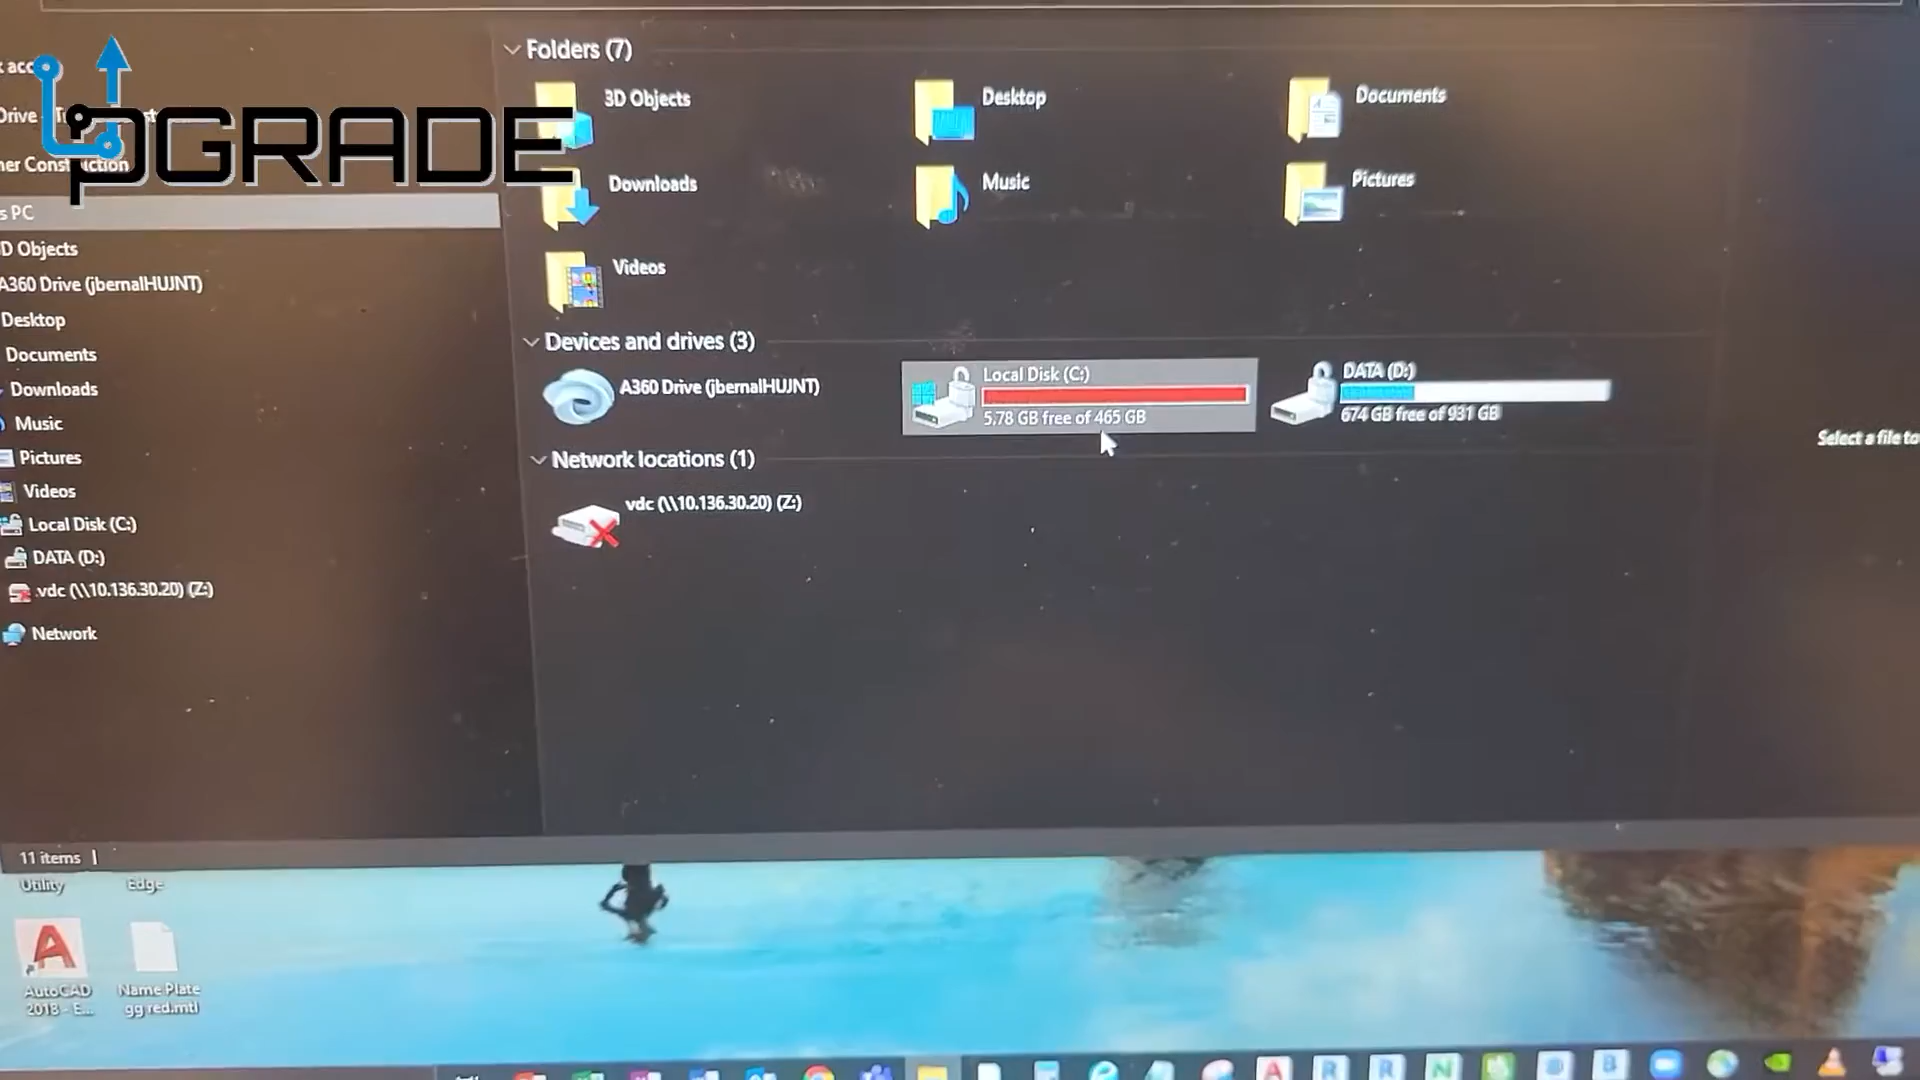 UPGRADE
Folders (7)
3D Objects
Desktop
Documents
Downloads
Music
Pictures
Videos
Devices and drives (3)
A360 Drive (jbernalHUJNT)
Local Disk (C:)
5.78 GB free of 465 GB
DATA (D:)
674 GB free of 931 GB
Network locations (1)
vdc (\\10.136.30.20) (Z:)
Select a file to
s PC
D Objects
A360 Drive (jbernalHUJNT)
Desktop
Documents
Downloads
Music
Pictures
Videos
Local Disk (C:)
DATA (D:)
vdc (\\10.136.30.20) (Z:)
Network
11 items
Utility
Edge
AutoCAD
2018 - E...
Name Plate
gg red.mtl